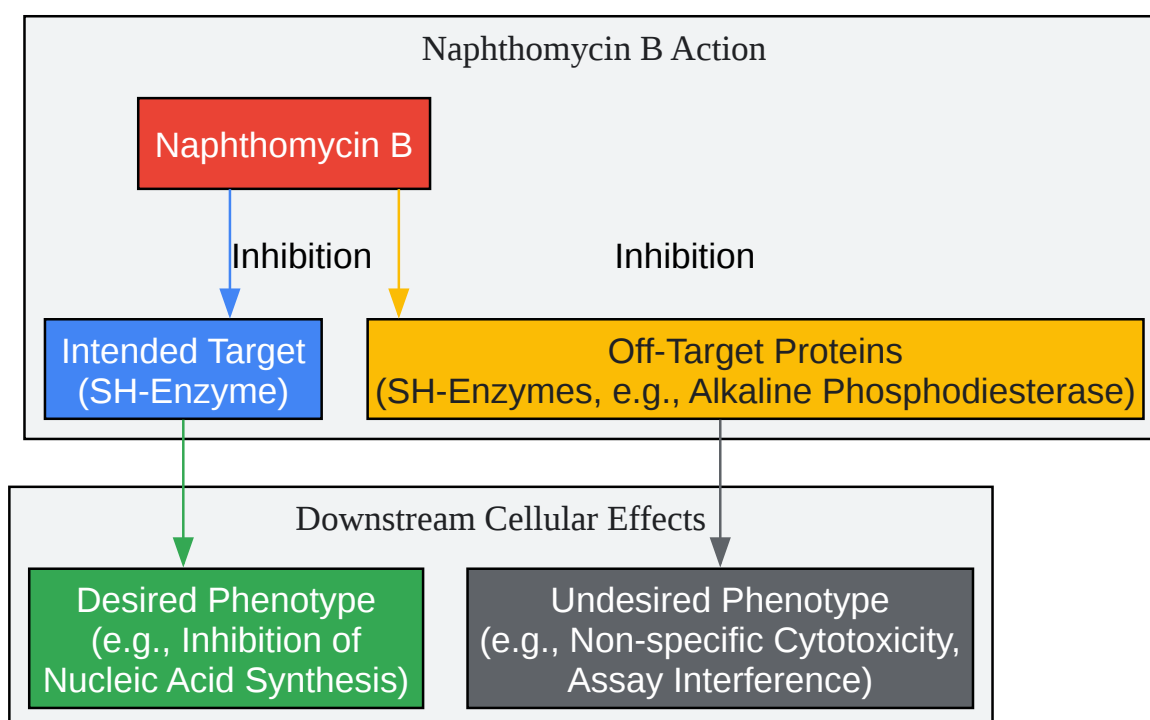 Naphthomycin B Action
Naphthomycin B
Inhibition
Inhibition
Intended Target
(SH-Enzyme)
Off-Target Proteins
(SH-Enzymes, e.g., Alkaline Phosphodiesterase)
Downstream Cellular Effects
Desired Phenotype
(e.g., Inhibition of
Nucleic Acid Synthesis)
Undesired Phenotype
(e.g., Non-specific Cytotoxicity,
Assay Interference)